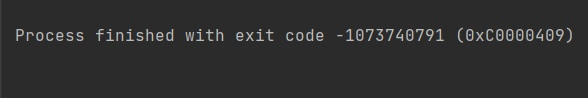 Process finished with exit code -1073740791 (0xC0000409)